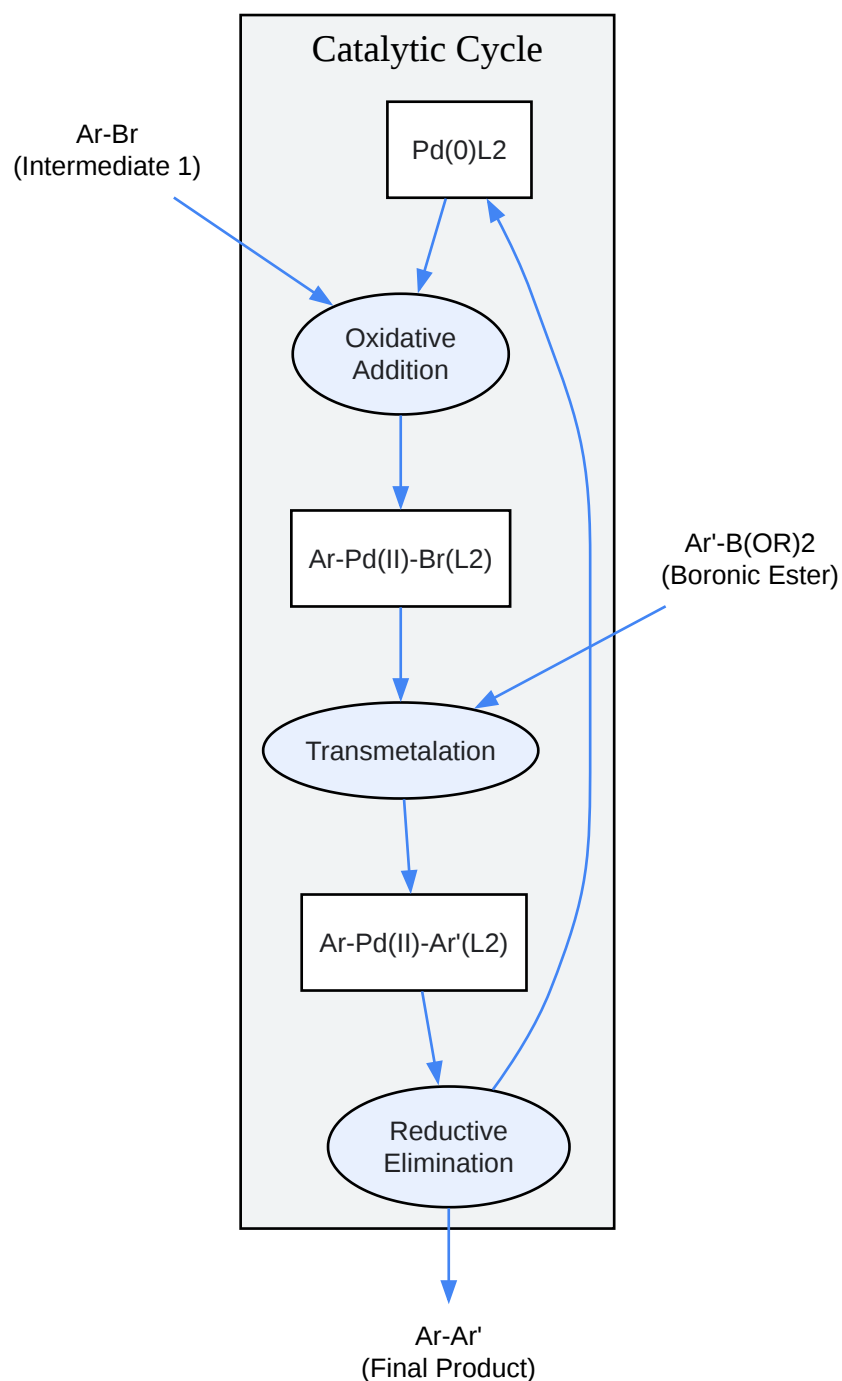 Catalytic Cycle
Ar-Br
(Intermediate 1)
Pd(0)L2
Oxidative
Addition
Ar-Pd(II)-Br(L2)
Ar'-B(OR)2
(Boronic Ester)
Transmetalation
Ar-Pd(II)-Ar'(L2)
Reductive
Elimination
Ar-Ar'
(Final Product)